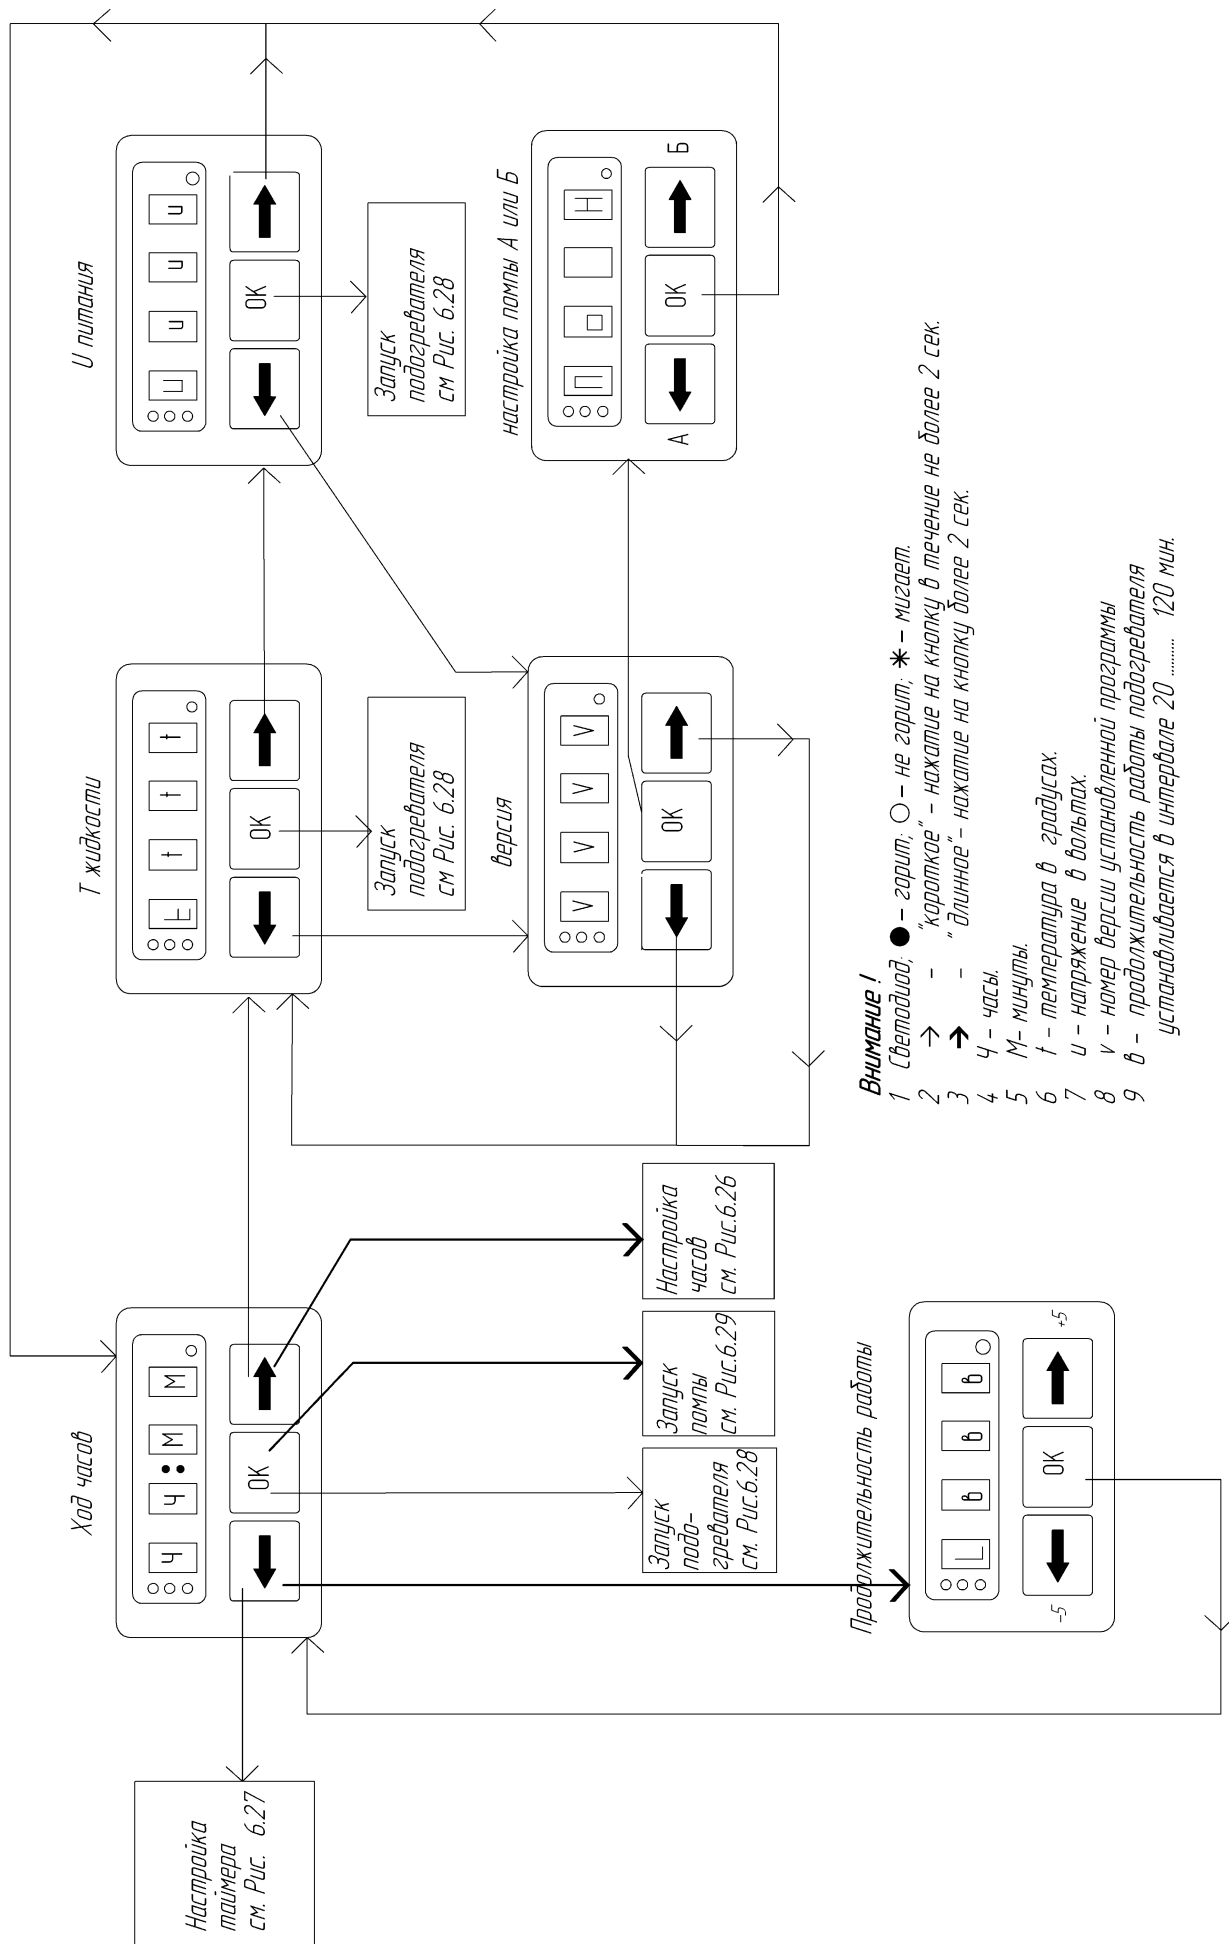 Настройка
таймера
см. Рис. 6.27
Ход часов
Ч Ч : М М
ОК
Запуск
подо-
гревателя
см. Рис.6.28
Запуск
помпы
см. Рис.6.29
Настройка
часов
см. Рис.6.26
Продолжительность работы
L в в в
-5
ОК
+5
Т жидкости
t t t t
ОК
Запуск
подогревателя
см Рис. 6.28
версия
V V V V
ОК
U питания
U u u u
ОК
Запуск
подогревателя
см Рис. 6.28
настройка помпы А или Б
П о Н
А
ОК
Б
Внимание !
1 Светодиод; ● – горит; ○ – не горит; ✳ – мигает.
2 → – "короткое" – нажатие на кнопку в течение не более 2 сек.
3 → – " длинное" – нажатие на кнопку более 2 сек.
4 Ч – часы.
5 М– минуты.
6 t – температура в градусах.
7 u – напряжение в вольтах.
8 v – номер версии установленной программы
9 в – продолжительность работы подогревателя
устанавливается в интервале 20 ......... 120 мин.